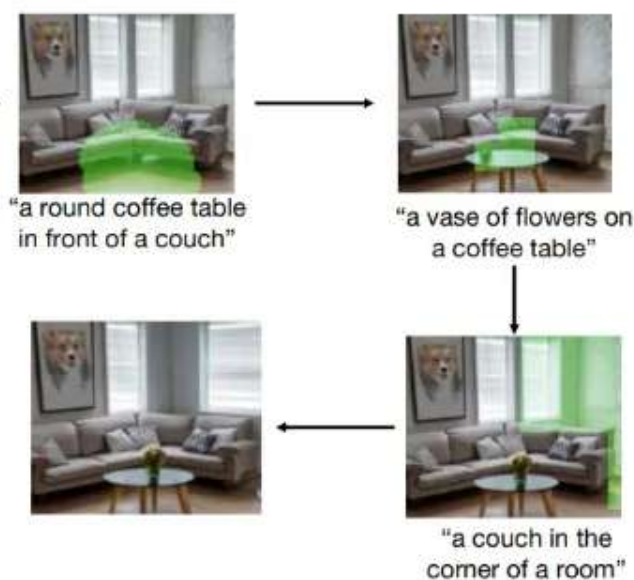 “a round coffee table
in front of a couch”
“a vase of flowers on
a coffee table”
“a couch in the
corner of a room”